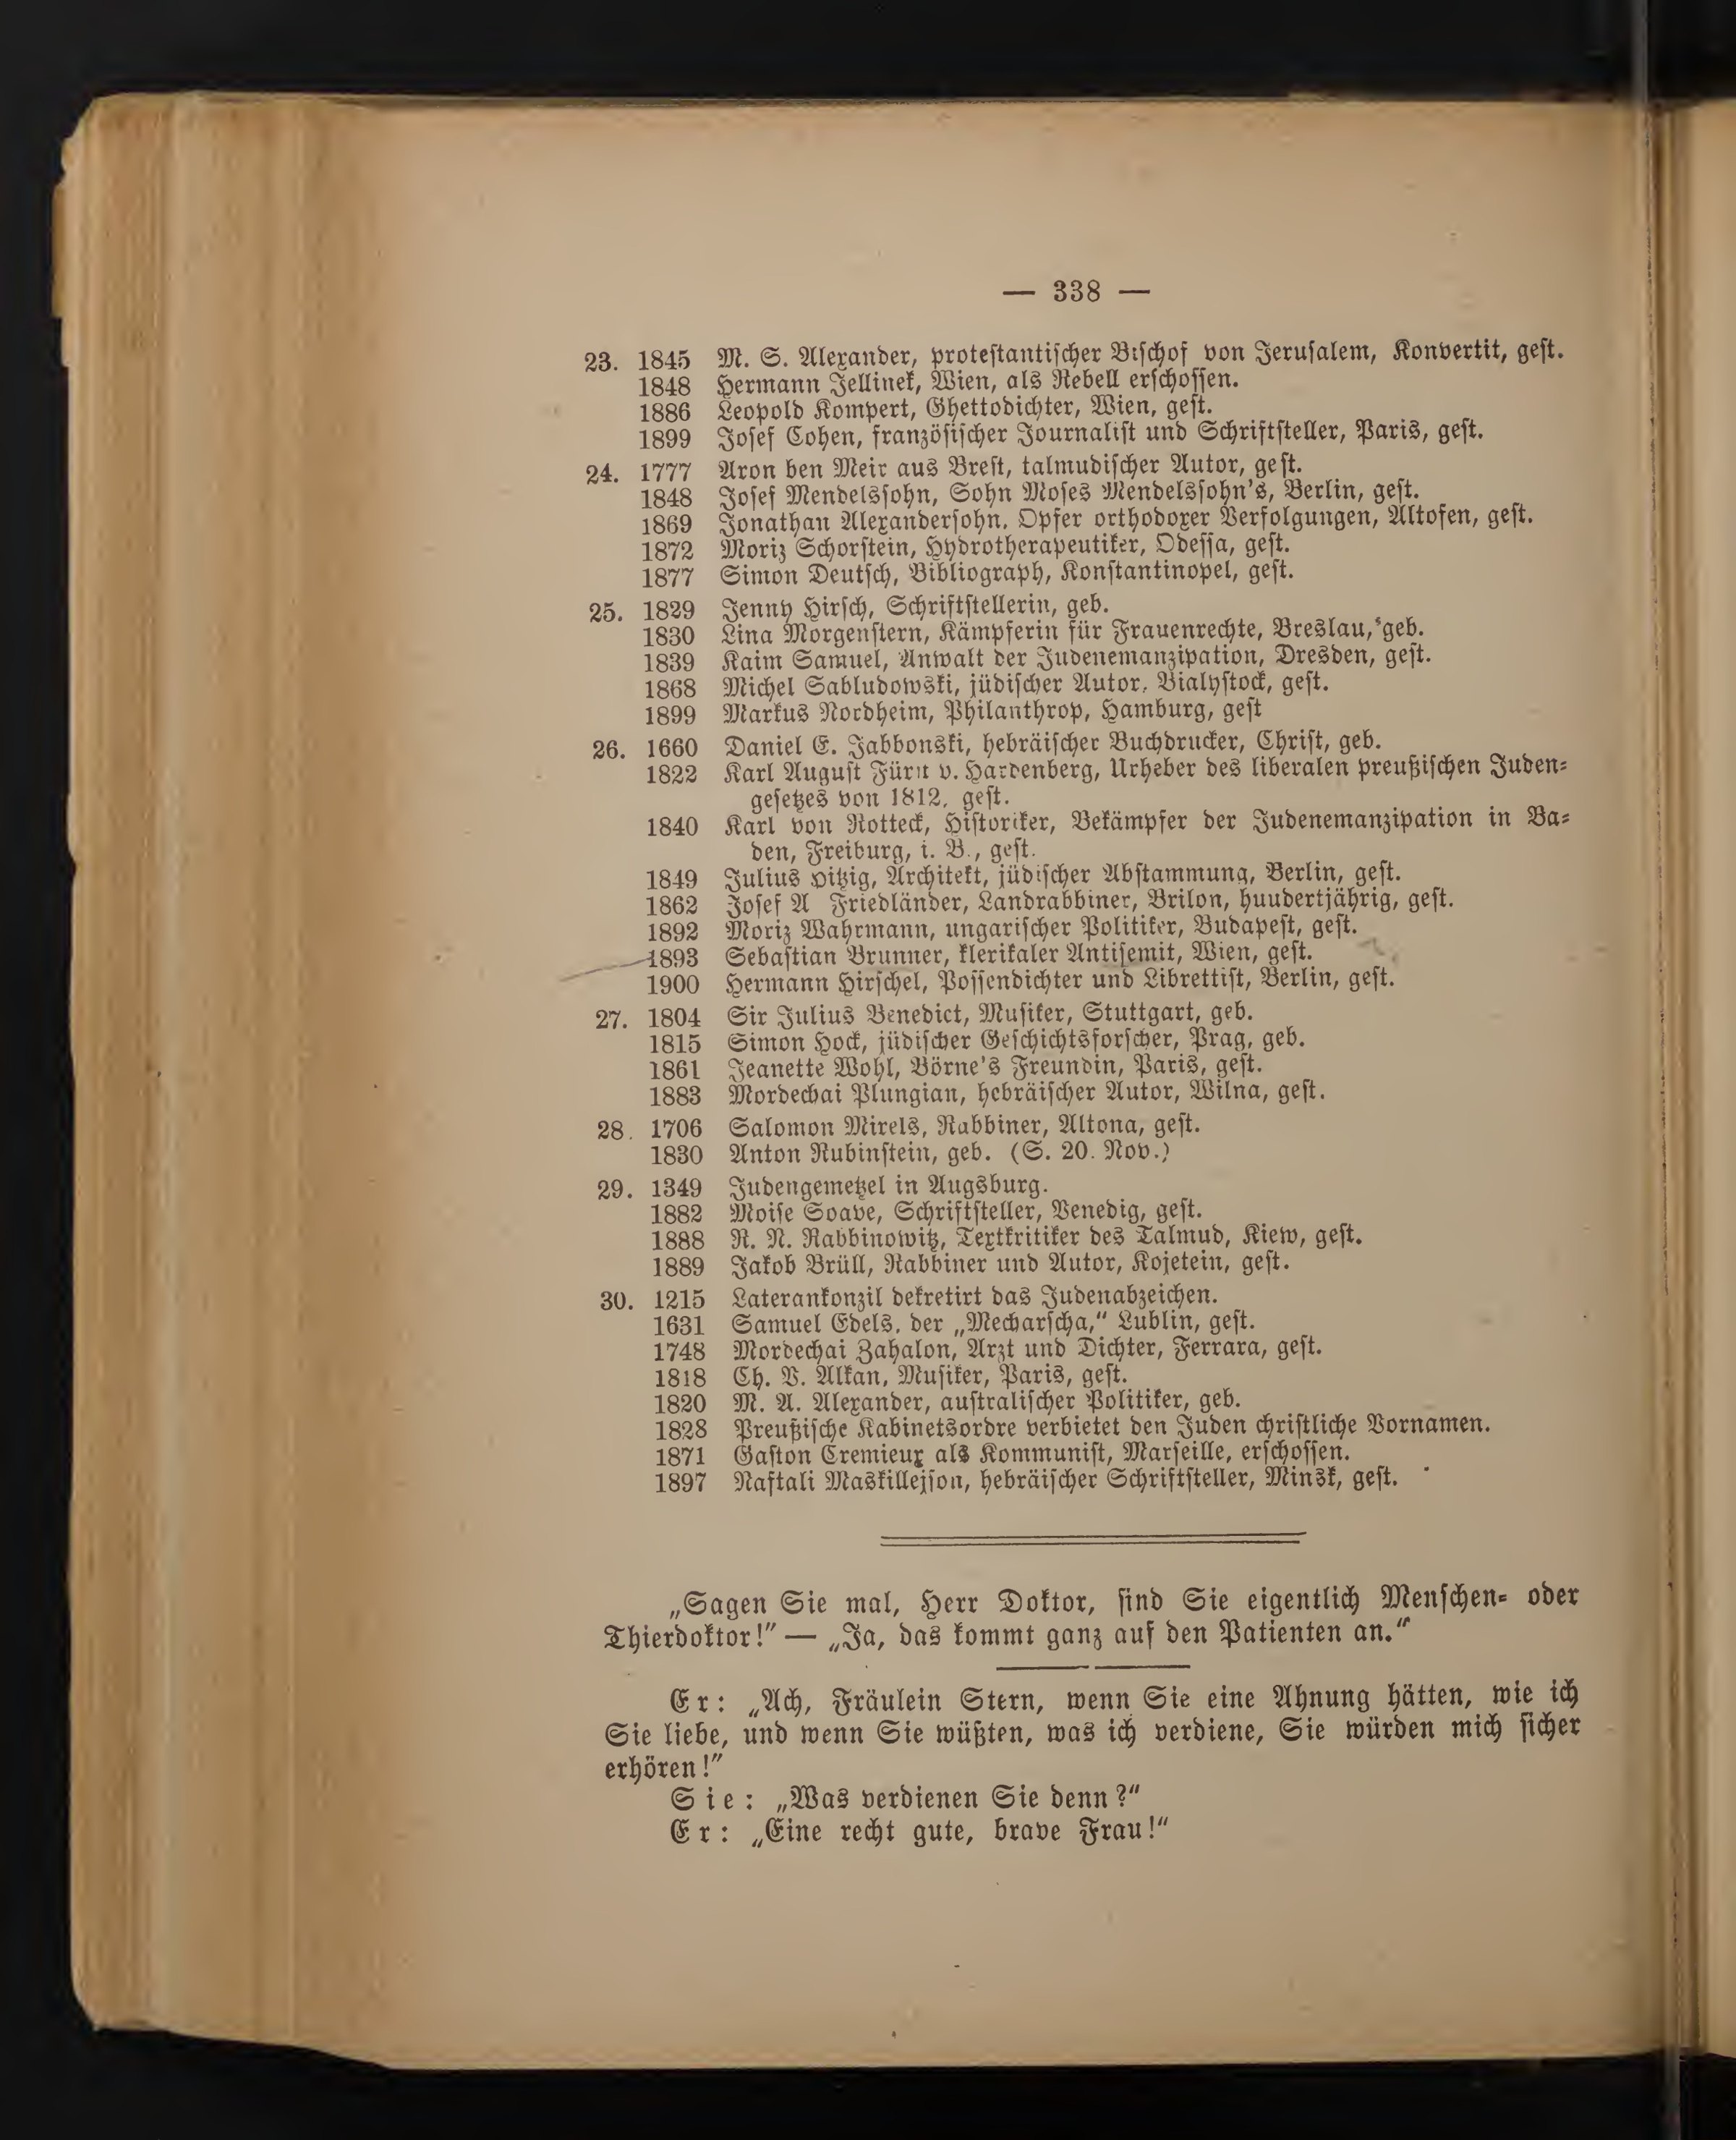 — 338 —
23. 1845 M. S. Alexander, protestantischer Bischof von Jerusalem, Konvertit, gest.
1848 Hermann Jellinek, Wien, als Rebell erschossen.
1886 Leopold Kompert, Ghettodichter, Wien, gest.
1899 Josef Cohen, französischer Journalist und Schriftsteller, Paris, gest.
24. 1777 Aron ben Meir aus Brest, talmudischer Autor, gest.
1848 Josef Mendelssohn, Sohn Moses Mendelssohn's, Berlin, gest.
1869 Jonathan Alexandersohn, Opfer orthodoxer Verfolgungen, Altofen, gest.
1872 Moriz Schorstein, Hydrotherapeutiker, Odessa, gest.
1877 Simon Deutsch, Bibliograph, Konstantinopel, gest.
25. 1829 Jenny Hirsch, Schriftstellerin, geb.
1830 Lina Morgenstern, Kämpferin für Frauenrechte, Breslau, geb.
1839 Kaim Samuel, Anwalt der Judenemanzipation, Dresden, gest.
1868 Michel Sabludowski, jüdischer Autor, Bialystock, gest.
1899 Markus Nordheim, Philanthrop, Hamburg, gest
26. 1660 Daniel E. Jabbonski, hebräischer Buchdrucker, Christ, geb.
1822 Karl August Fürst v. Hardenberg, Urheber des liberalen preußischen Juden-
gesetzes von 1812, gest.
1840 Karl von Rotteck, Historiker, Bekämpfer der Judenemanzipation in Ba-
den, Freiburg, i. B., gest.
1849 Julius Hitzig, Architekt, jüdischer Abstammung, Berlin, gest.
1862 Josef A Friedländer, Landrabbiner, Brilon, huudertjährig, gest.
1892 Moriz Wahrmann, ungarischer Politiker, Budapest, gest.
1893 Sebastian Brunner, klerikaler Antisemit, Wien, gest.
1900 Hermann Hirschel, Possendichter und Librettist, Berlin, gest.
27. 1804 Sir Julius Benedict, Musiker, Stuttgart, geb.
1815 Simon Hock, jüdischer Geschichtsforscher, Prag, geb.
1861 Jeanette Wohl, Börne's Freundin, Paris, gest.
1883 Mordechai Plungian, hebräischer Autor, Wilna, gest.
28. 1706 Salomon Mirels, Rabbiner, Altona, gest.
1830 Anton Rubinstein, geb. (S. 20. Nov.)
29. 1349 Judengemetzel in Augsburg.
1882 Moise Soave, Schriftsteller, Venedig, gest.
1888 R. N. Rabbinowitz, Textkritiker des Talmud, Kiew, gest.
1889 Jakob Brüll, Rabbiner und Autor, Kojetein, gest.
30. 1215 Laterankonzil dekretirt das Judenabzeichen.
1631 Samuel Edels, der „Mecharscha,“ Lublin, gest.
1748 Mordechai Zahalon, Arzt und Dichter, Ferrara, gest.
1818 Ch. V. Alkan, Musiker, Paris, gest.
1820 M. A. Alexander, australischer Politiker, geb.
1828 Preußische Kabinetsordre verbietet den Juden christliche Vornamen.
1871 Gaston Cremieux als Kommunist, Marseille, erschossen.
1897 Naftali Maskillejson, hebräischer Schriftsteller, Minsk, gest.
„Sagen Sie mal, Herr Doktor, sind Sie eigentlich Menschen- oder
Thierdoktor!“ — „Ja, das kommt ganz auf den Patienten an.“
Er: „Ach, Fräulein Stern, wenn Sie eine Ahnung hätten, wie ich
Sie liebe, und wenn Sie wüßten, was ich verdiene, Sie würden mich sicher
erhören!“
Sie: „Was verdienen Sie denn?“
Er: „Eine recht gute, brave Frau!“